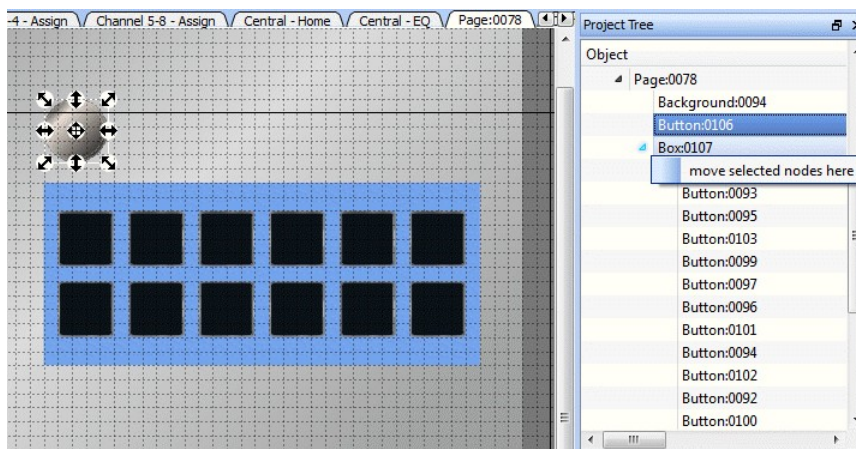 -4 - Assign
Channel 5-8 - Assign
Central - Home
Central - EQ
Page:0078
Project Tree
Object
Page:0078
Background:0094
Button:0106
Box:0107
move selected nodes here
Button:0093
Button:0095
Button:0103
Button:0099
Button:0097
Button:0096
Button:0101
Button:0094
Button:0102
Button:0092
Button:0100